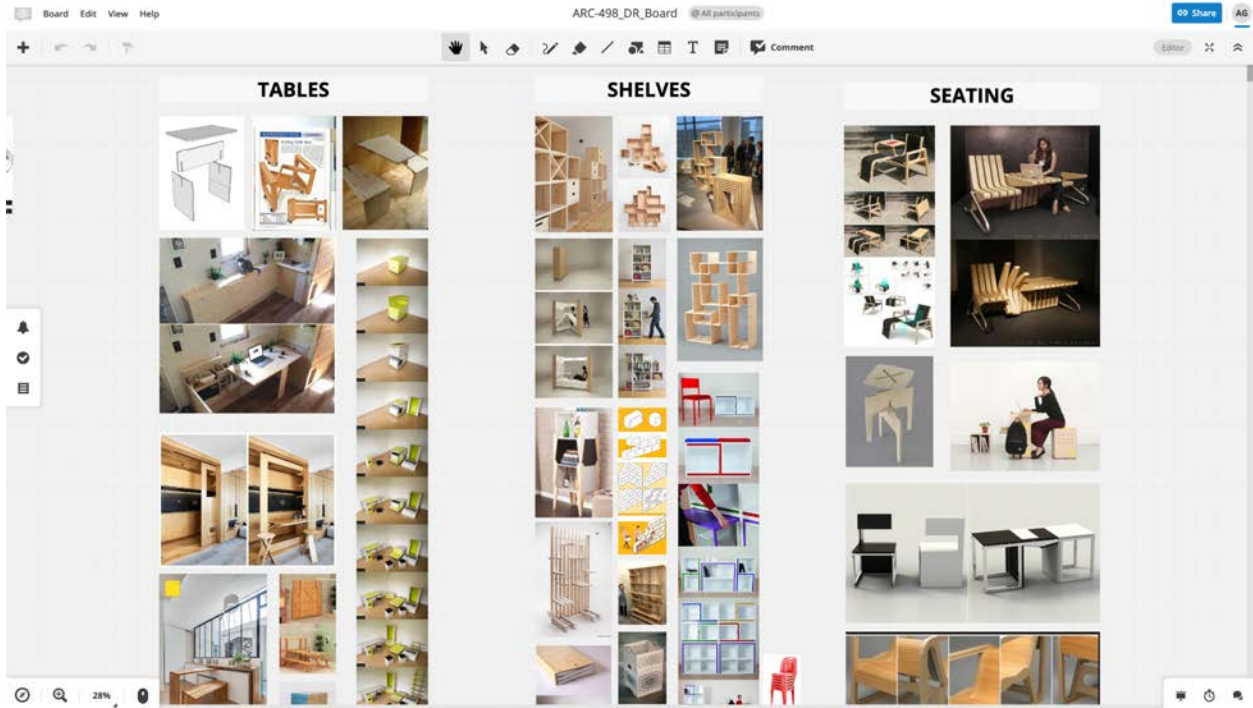 Board Edit View Help
ARC-498_DR_Board
@ All participants
Share
AG
T
Comment
Editor
TABLES
SHELVES
SEATING
28%